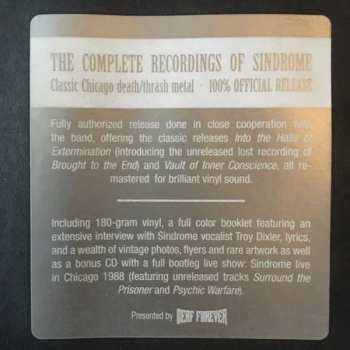 THE COMPLETE RECORDINGS OF SINDROME
Classic Chicago death/thrash metal · 100% OFFICIAL RELEASE
Fully authorized release done in close cooperation with
the band, offering the classic releases Into the Halls of
Extermination (introducing the unreleased lost recording of
Brought to the End) and Vault of Inner Conscience, all re-
mastered for brilliant vinyl sound.
Including 180-gram vinyl, a full color booklet featuring an
extensive interview with Sindrome vocalist Troy Dixler, lyrics,
and a wealth of vintage photos, flyers and rare artwork as well
as a bonus CD with a full bootleg live show: Sindrome live
in Chicago 1988 (featuring unreleased tracks Surround the
Prisoner and Psychic Warfare).
Presented by DEAF FOREVER